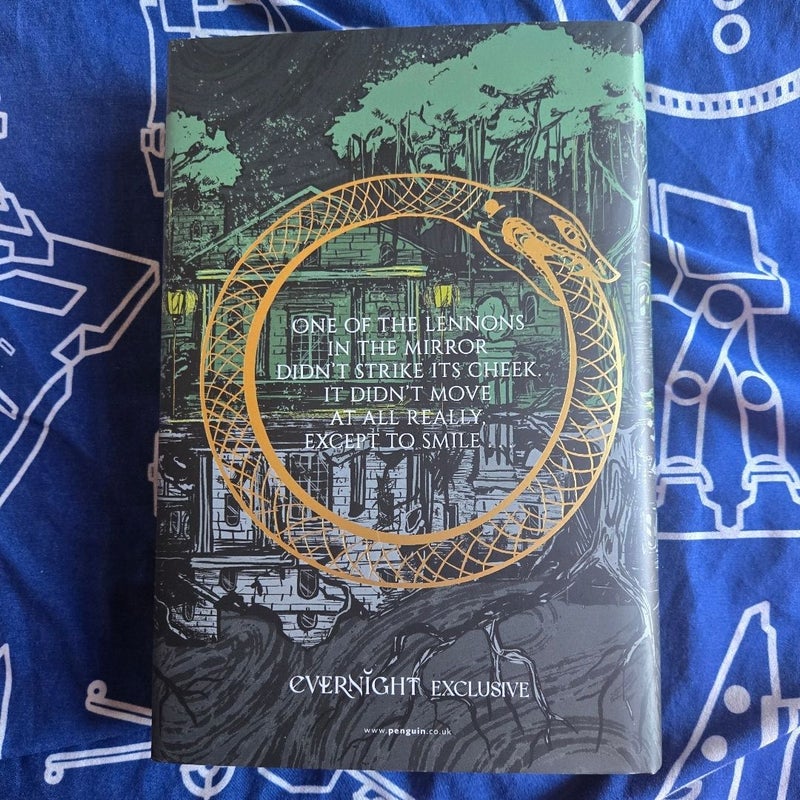 ONE OF THE LENNONS
IN THE MIRROR
DIDN'T STRIKE ITS CHEEK.
IT DIDN'T MOVE
AT ALL REALLY,
EXCEPT TO SMILE . . .
EVERNIGHT EXCLUSIVE
www.penguin.co.uk